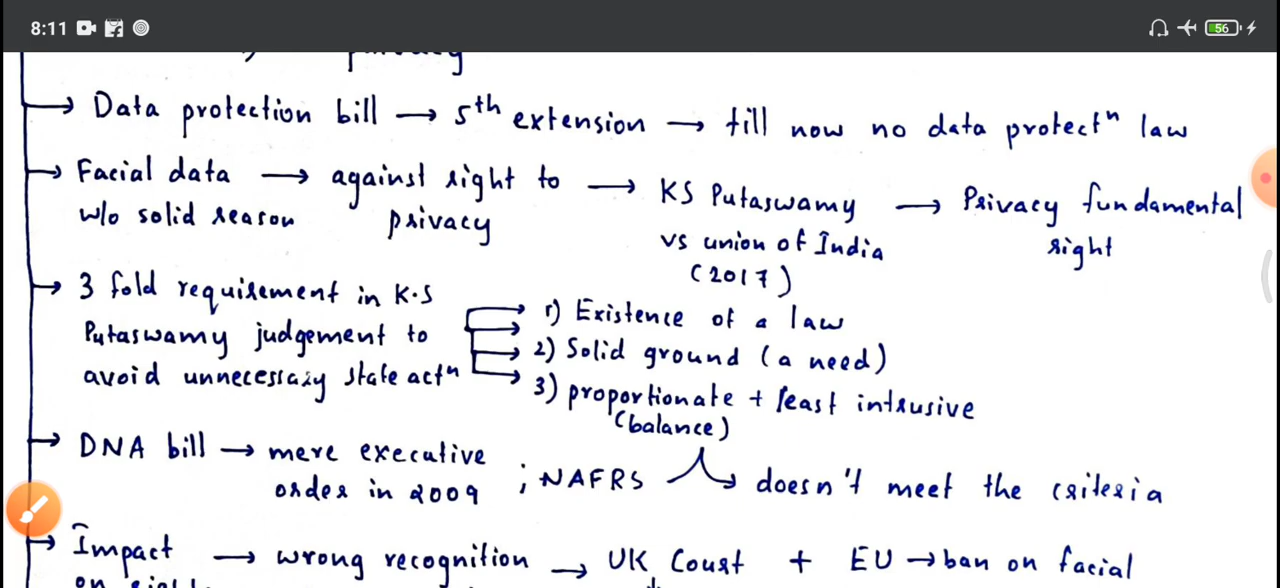 8:11
56
privacy
Data protection bill → 5th extension → till now no data protectn law
Facial data → against right to → KS Putaswamy → Privacy fundamental
w/o solid reason privacy vs union of India right
(2017)
3 fold requirement in K.S 1) Existence of a law
Putaswamy judgement to 2) Solid ground (a need)
avoid unnecessary state actn 3) proportionate + least intrusive
(balance)
DNA bill → mere executive ; NAFRS → doesn't meet the criteria
order in 2009
Impact → wrong recognition → UK Court + EU → ban on facial
on